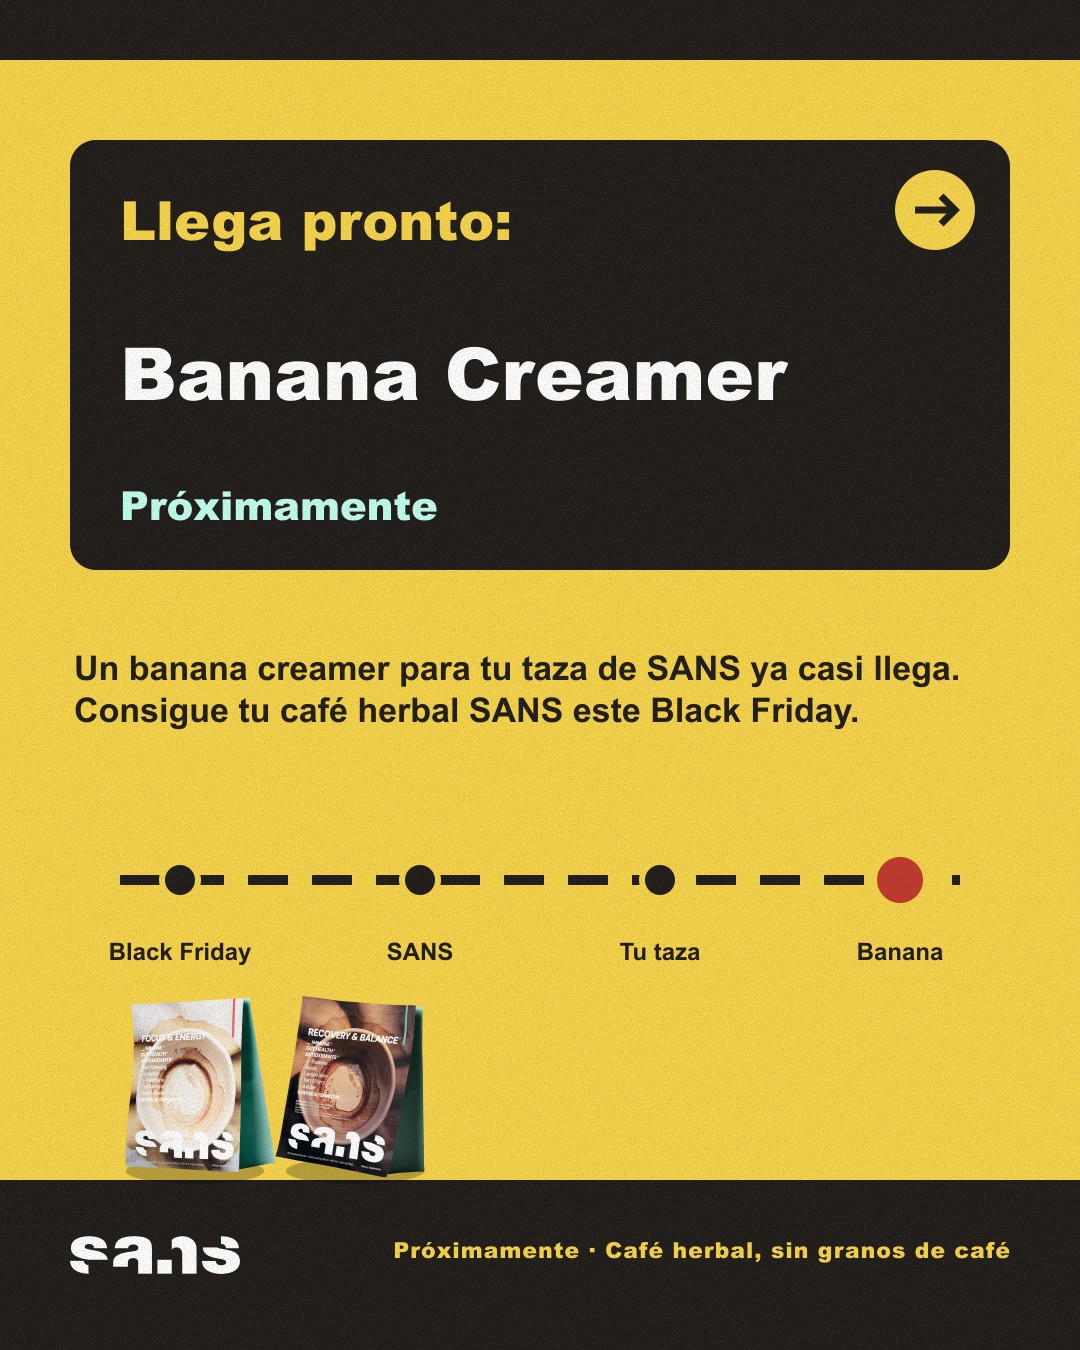 Llega pronto:
Banana Creamer
Próximamente
Un banana creamer para tu taza de SANS ya casi llega.
Consigue tu café herbal SANS este Black Friday.
Black Friday
SANS
Tu taza
Banana
FOCUS & ENERGY
sans
RECOVERY & BALANCE
sans
sans
Próximamente · Café herbal, sin granos de café